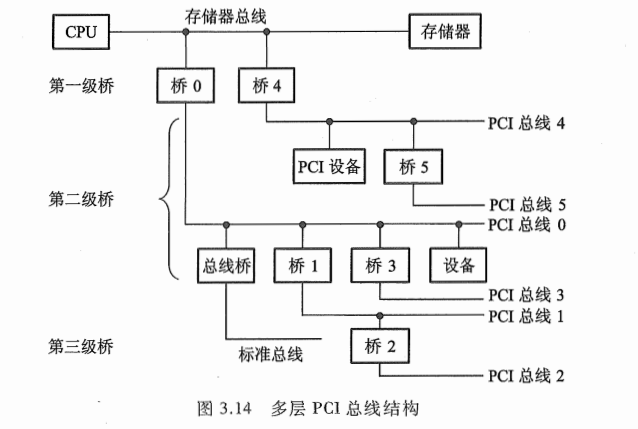 存储器总线
CPU
存储器
第一级桥
桥 0
桥 4
PCI 总线 4
PCI 设备
桥 5
第二级桥
PCI 总线 5
PCI 总线 0
总线桥
桥 1
桥 3
设备
PCI 总线 3
PCI 总线 1
第三级桥
标准总线
桥 2
PCI 总线 2
图 3.14 多层 PCI 总线结构